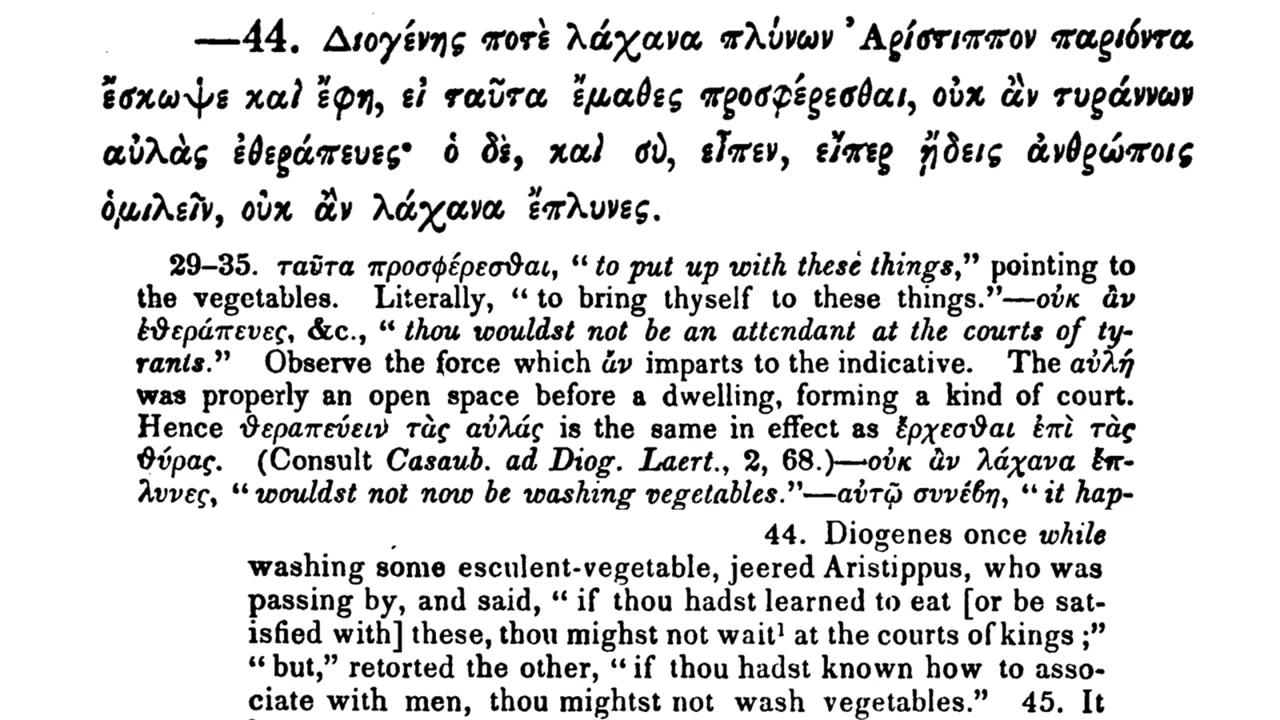 —44. Διογένης ποτὲ λάχανα πλύνων Ἀρίστιππον παριόντα
ἔσκωψε καὶ ἔφη, εἰ ταῦτα ἔμαθες προσφέρεσθαι, οὐκ ἂν τυράννων
αὐλὰς ἐθεράπευες· ὁ δὲ, καὶ σὺ, εἶπεν, εἴπερ ᾔδεις ἀνθρώποις
ὁμιλεῖν, οὐκ ἂν λάχανα ἔπλυνες.
29–35. ταῦτα προσφέρεσθαι, “to put up with these things,” pointing to
the vegetables. Literally, “to bring thyself to these things.”—οὐκ ἂν
ἐθεράπευες, &c., “thou wouldst not be an attendant at the courts of ty-
rants.” Observe the force which ἄν imparts to the indicative. The αὐλή
was properly an open space before a dwelling, forming a kind of court.
Hence θεραπεύειν τὰς αὐλάς is the same in effect as ἔρχεσθαι ἐπὶ τὰς
θύρας. (Consult Casaub. ad Diog. Laert., 2, 68.)—οὐκ ἂν λάχανα ἔπ-
λυνες, “wouldst not now be washing vegetables.”—αὐτῷ συνέβη, “it hap-
44. Diogenes once while
washing some esculent-vegetable, jeered Aristippus, who was
passing by, and said, “if thou hadst learned to eat [or be sat-
isfied with] these, thou mighst not wait¹ at the courts of kings;”
“but,” retorted the other, “if thou hadst known how to asso-
ciate with men, thou mightst not wash vegetables.” 45. It